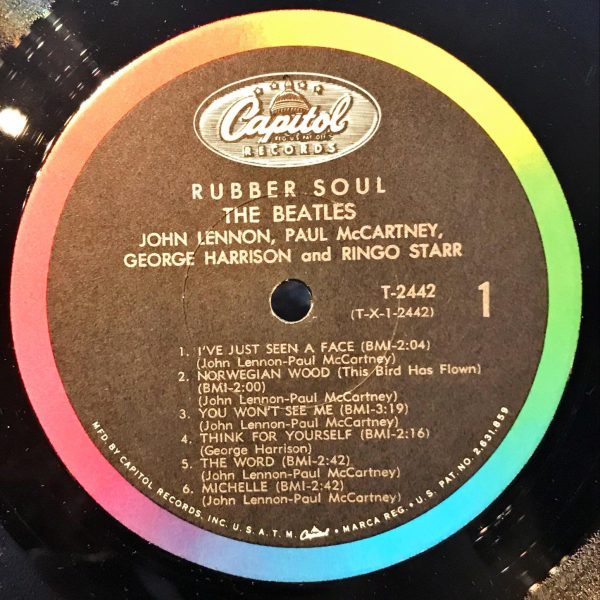 Capitol
REG. U.S. PAT. OFF.
RECORDS
RUBBER SOUL
THE BEATLES
JOHN LENNON, PAUL McCARTNEY,
GEORGE HARRISON and RINGO STARR
T-2442
(T-X-1-2442)
1
1. I'VE JUST SEEN A FACE (BMI-2:04)
(John Lennon-Paul McCartney)
2. NORWEGIAN WOOD (This Bird Has Flown)
(BMI-2:00)
(John Lennon-Paul McCartney)
3. YOU WON'T SEE ME (BMI-3:19)
(John Lennon-Paul McCartney)
4. THINK FOR YOURSELF (BMI-2:16)
(George Harrison)
5. THE WORD (BMI-2:42)
(John Lennon-Paul McCartney)
6. MICHELLE (BMI-2:42)
(John Lennon-Paul McCartney)
MFD. BY CAPITOL RECORDS, INC. U.S.A. T.M. Capitol • MARCA REG. • U.S. PAT. NO. 2,631,859